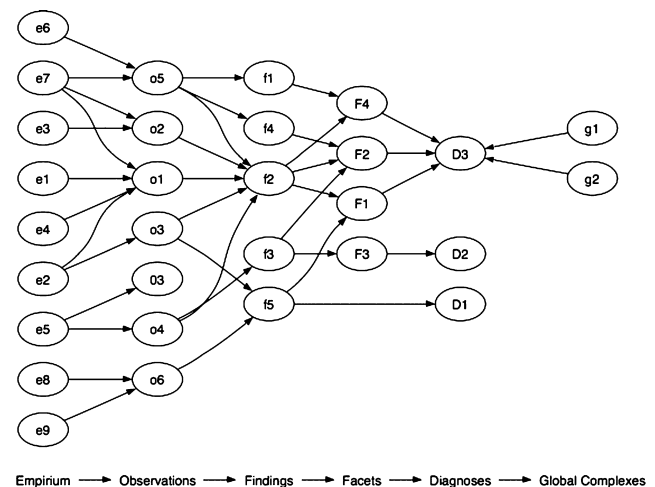 e6
e7 o5 f1
F4
e3 o2 f4 g1
F2 D3
e1 o1 f2 g2
F1
e4 o3
e2 03 f3 F3 D2
f5 D1
e5 o4
e8 o6
e9
Empirium Observations Findings Facets Diagnoses Global Complexes